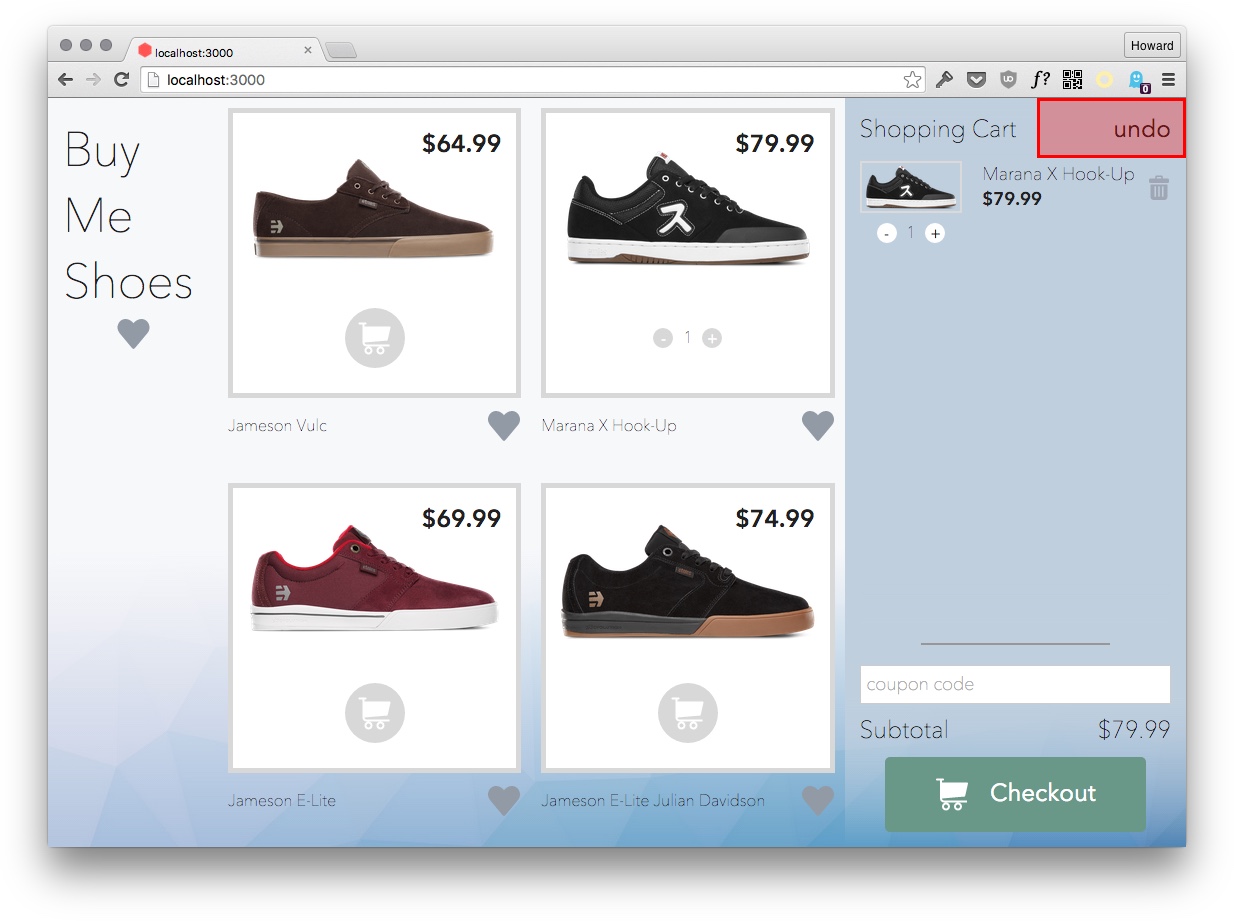 localhost:3000
Howard
localhost:3000
f?
0
Buy
Me
Shoes
$64.99
Jameson Vulc
$79.99
- 1 +
Marana X Hook-Up
$69.99
Jameson E-Lite
$74.99
Jameson E-Lite Julian Davidson
Shopping Cart
undo
Marana X Hook-Up
$79.99
- 1 +
coupon code
Subtotal $79.99
Checkout